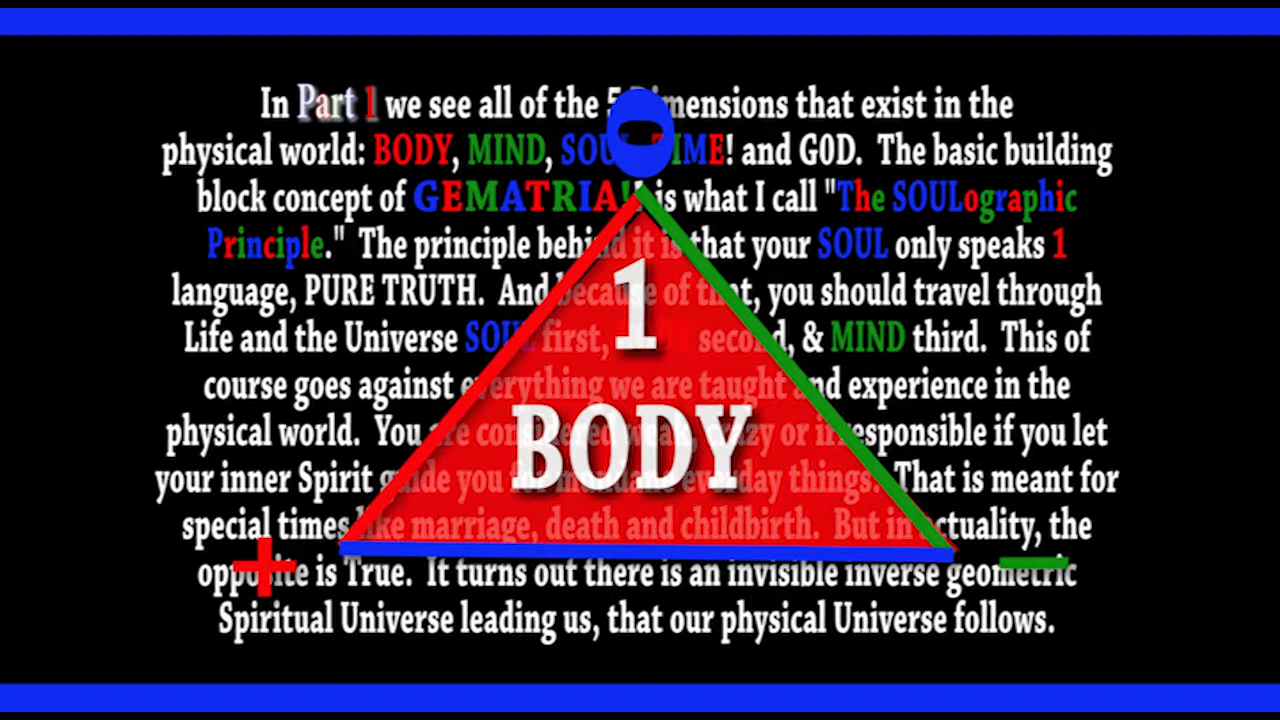 In Part 1 we see all of the 5 Dimensions that exist in the
physical world: BODY, MIND, SOUL, TIME! and G0D. The basic building
block concept of GEMATRIA!! is what I call "The SOULographic
Principle." The principle behind it is that your SOUL only speaks 1
language, PURE TRUTH. And because of that, you should travel through
Life and the Universe SOUL first, second, & MIND third. This of
course goes against everything we are taught and experience in the
physical world. You are considered weak, crazy or irresponsible if you let
your inner Spirit guide you for mundane everyday things. That is meant for
special times like marriage, death and childbirth. But in actuality, the
opposite is True. It turns out there is an invisible inverse geometric
Spiritual Universe leading us, that our physical Universe follows.
1
BODY
+
−